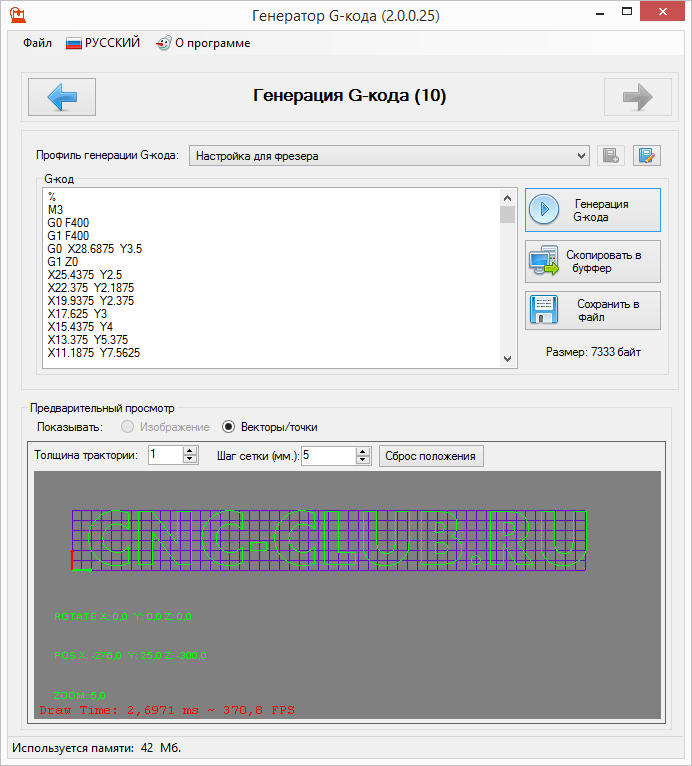 Генератор G-кода (2.0.0.25)
Файл РУССКИЙ О программе
Генерация G-кода (10)
Профиль генерации G-кода: Настройка для фрезера
G-код
%
M3
G0 F400
G1 F400
G0  X28.6875  Y3.5
G1 Z0
X25.4375  Y2.5
X22.375  Y2.1875
X19.9375  Y2.375
X17.625  Y3
X15.4375  Y4
X13.375  Y5.375
X11.1875  Y7.5625
Генерация
G-кода
Скопировать в
буфер
Сохранить в
файл
Размер: 7333 байт
Предварительный просмотр
Показывать: Изображение Векторы/точки
Толщина трактории: 1 Шаг сетки (мм.): 5 Сброс положения
CNC-CLUB.RU
ROTATE X: 0,0 Y: 0,0 Z: 0,0
POS X: -276,0 Y: 25,0 Z: -300,0
ZOOM: 5,0
Draw Time: 2,6971 ms ~ 370,8 FPS
Используется памяти: 42 Мб.